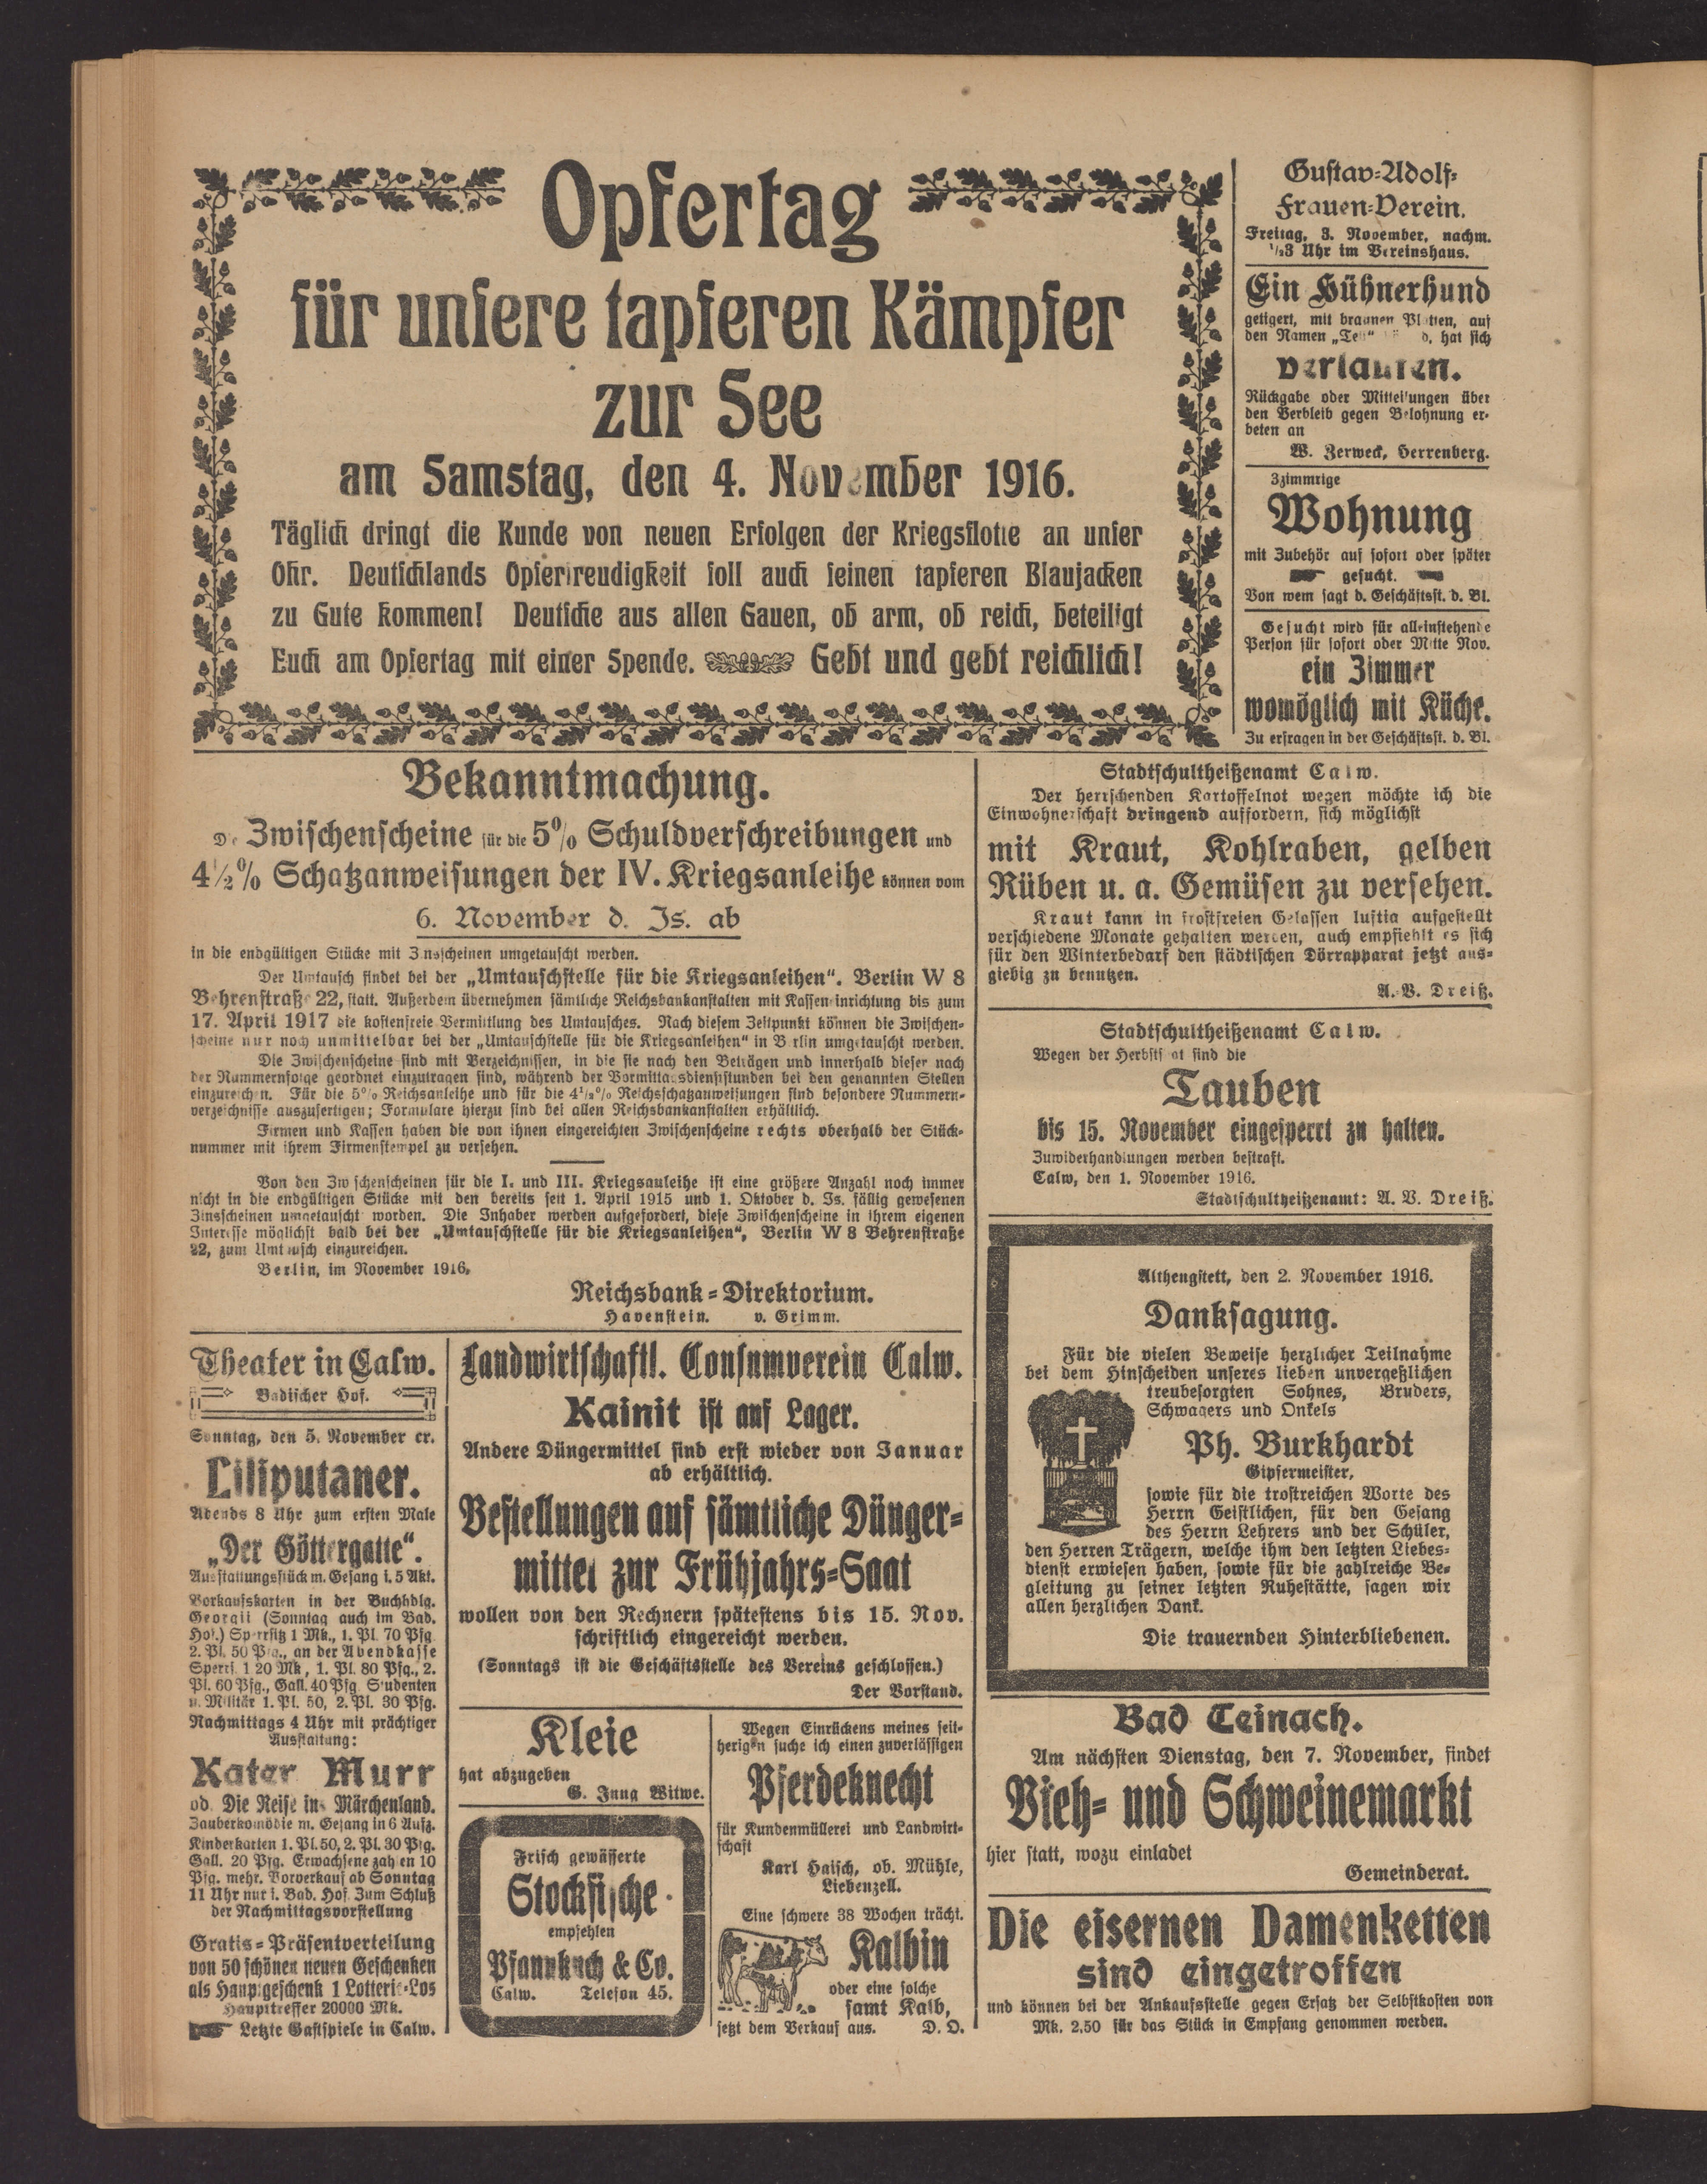 Opfertag
für unsere tapferen Kämpfer
zur See
am Samstag, den 4. November 1916.
Täglich dringt die Kunde von neuen Erfolgen der Kriegsflotte an unser
Ohr. Deutschlands Opferfreudigkeit soll auch seinen tapferen Blaujacken
zu Gute kommen! Deutsche aus allen Gauen, ob arm, ob reich, beteiligt
Euch am Opfertag mit einer Spende. Gebt und gebt reichlich!
Gustav-Adolf-
Frauen-Verein.
Freitag, 3. November, nachm.
½3 Uhr im Vereinshaus.
Ein Hühnerhund
getigert, mit braunen Platten, auf
den Namen „Tell“ d, hat sich
verlaufen.
Rückgabe oder Mitteilungen über
den Verbleib gegen Belohnung er-
beten an
W. Zerweck, Herrenberg.
3zimmrige
Wohnung
mit Zubehör auf sofort oder später
gesucht.
Von wem sagt d. Geschäftsst. d. Bl.
Gesucht wird für alleinstehende
Person für sofort oder Mitte Nov.
ein Zimmer
womöglich mit Küche.
Zu erfragen in der Geschäftsst. d. Bl.
Bekanntmachung.
Die Zwischenscheine für die 5% Schuldverschreibungen und
4½% Schatzanweisungen der IV. Kriegsanleihe können vom
6. November d. Js. ab
in die endgültigen Stücke mit Zinsscheinen umgetauscht werden.
Der Umtausch findet bei der „Umtauschstelle für die Kriegsanleihen“. Berlin W 8
Behrenstraße 22, statt. Außerdem übernehmen sämtliche Reichsbankanstalten mit Kasseneinrichtung bis zum
17. April 1917 die kostenfreie Vermittlung des Umtausches. Nach diesem Zeitpunkt können die Zwischen-
scheine nur noch unmittelbar bei der „Umtauschstelle für die Kriegsanleihen“ in Berlin umgetauscht werden.
Die Zwischenscheine sind mit Verzeichnissen, in die sie nach den Beträgen und innerhalb dieser nach
der Nummernfolge geordnet einzutragen sind, während der Vormittagsdienststunden bei den genannten Stellen
einzureichen. Für die 5% Reichsanleihe und für die 4½% Reichsschatzanweisungen sind besondere Nummern-
verzeichnisse auszufertigen; Formulare hierzu sind bei allen Reichsbankanstalten erhältlich.
Firmen und Kassen haben die von ihnen eingereichten Zwischenscheine rechts oberhalb der Stück-
nummer mit ihrem Firmenstempel zu versehen.
Von den Zwischenscheinen für die I. und III. Kriegsanleihe ist eine größere Anzahl noch immer
nicht in die endgültigen Stücke mit den bereits seit 1. April 1915 und 1. Oktober d. Js. fällig gewesenen
Zinsscheinen umgetauscht worden. Die Inhaber werden aufgefordert, diese Zwischenscheine in ihrem eigenen
Interesse möglichst bald bei der „Umtauschstelle für die Kriegsanleihen“, Berlin W 8 Behrenstraße
22, zum Umtausch einzureichen.
Berlin, im November 1916.
Reichsbank-Direktorium.
Havenstein. v. Grimm.
Stadtschultheißenamt Calw.
Der herrschenden Kartoffelnot wegen möchte ich die
Einwohnerschaft dringend auffordern, sich möglichst
mit Kraut, Kohlraben, gelben
Rüben u. a. Gemüsen zu versehen.
Kraut kann in frostfreien Gelassen luftig aufgestellt
verschiedene Monate gehalten werden, auch empfiehlt es sich
für den Winterbedarf den städtischen Dörrapparat jetzt aus-
giebig zu benutzen.
A. V. Dreiß.
Stadtschultheißenamt Calw.
Wegen der Herbstsaat sind die
Tauben
bis 15. November eingesperrt zu halten.
Zuwiderhandlungen werden bestraft.
Calw, den 1. November 1916.
Stadtschultheißenamt: A. V. Dreiß.
Althengstett, den 2. November 1916.
Danksagung.
Für die vielen Beweise herzlicher Teilnahme
bei dem Hinscheiden unseres lieben unvergeßlichen
treubesorgten Sohnes, Bruders,
Schwagers und Onkels
Ph. Burkhardt
Gipsermeister,
sowie für die trostreichen Worte des
Herrn Geistlichen, für den Gesang
des Herrn Lehrers und der Schüler,
den Herren Trägern, welche ihm den letzten Liebes-
dienst erwiesen haben, sowie für die zahlreiche Be-
gleitung zu seiner letzten Ruhestätte, sagen wir
allen herzlichen Dank.
Die trauernden Hinterbliebenen.
Bad Teinach.
Am nächsten Dienstag, den 7. November, findet
Vieh- und Schweinemarkt
hier statt, wozu einladet
Gemeinderat.
Die eisernen Damenketten
sind eingetroffen
und können bei der Ankaufsstelle gegen Ersatz der Selbstkosten von
Mk. 2.50 für das Stück in Empfang genommen werden.
Theater in Calw.
Badischer Hof.
Sonntag, den 5. November cr.
Liliputaner.
Abends 8 Uhr zum ersten Male
„Der Göttergatte“.
Ausstattungsstück m. Gesang i. 5 Akt.
Vorkaufskarten in der Buchhdlg.
Georgii (Sonntag auch im Bad.
Hof.) Sperrsitz 1 Mk., 1. Pl. 70 Pfg.
2. Pl. 50 Pfg., an der Abendkasse
Sperrs. 1 20 Mk, 1. Pl. 80 Pfg., 2.
Pl. 60 Pfg., Gall. 40 Pfg. Studenten
u. Militär 1. Pl. 50, 2. Pl. 30 Pfg.
Nachmittags 4 Uhr mit prächtiger
Ausstattung:
Kater Murr
od. Die Reise ins Märchenland.
Zauberkomödie m. Gesang in 6 Aufz.
Kinderkarten 1. Pl. 50, 2. Pl. 30 Pfg.
Gall. 20 Pfg. Erwachsene zahlen 10
Pfg. mehr. Vorverkauf ab Sonntag
11 Uhr nur i. Bad. Hof. Zum Schluß
der Nachmittagsvorstellung
Gratis-Präsentverteilung
von 50 schönen neuen Geschenken
als Hauptgeschenk 1 Lotterie-Los
Haupttreffer 20000 Mk.
Letzte Gastspiele in Calw.
Landwirtschaftl. Consumverein Calw.
Kainit ist auf Lager.
Andere Düngermittel sind erst wieder von Januar
ab erhältlich.
Bestellungen auf sämtliche Dünger-
mittel zur Frühjahrs-Saat
wollen von den Rechnern spätestens bis 15. Nov.
schriftlich eingereicht werden.
(Sonntags ist die Geschäftsstelle des Vereins geschlossen.)
Der Vorstand.
Kleie
hat abzugeben
G. Jung Witwe.
Frisch gewässerte
Stockfische
empfehlen
Pfannkuch & Co.
Calw. Telefon 45.
Wegen Einrückens meines seit-
herigen suche ich einen zuverlässigen
Pferdeknecht
für Kundenmüllerei und Landwirt-
schaft
Karl Haisch, ob. Mühle,
Liebenzell.
Eine schwere 38 Wochen trächt.
Kalbin
oder eine solche
samt Kalb,
setzt dem Verkauf aus. D. O.